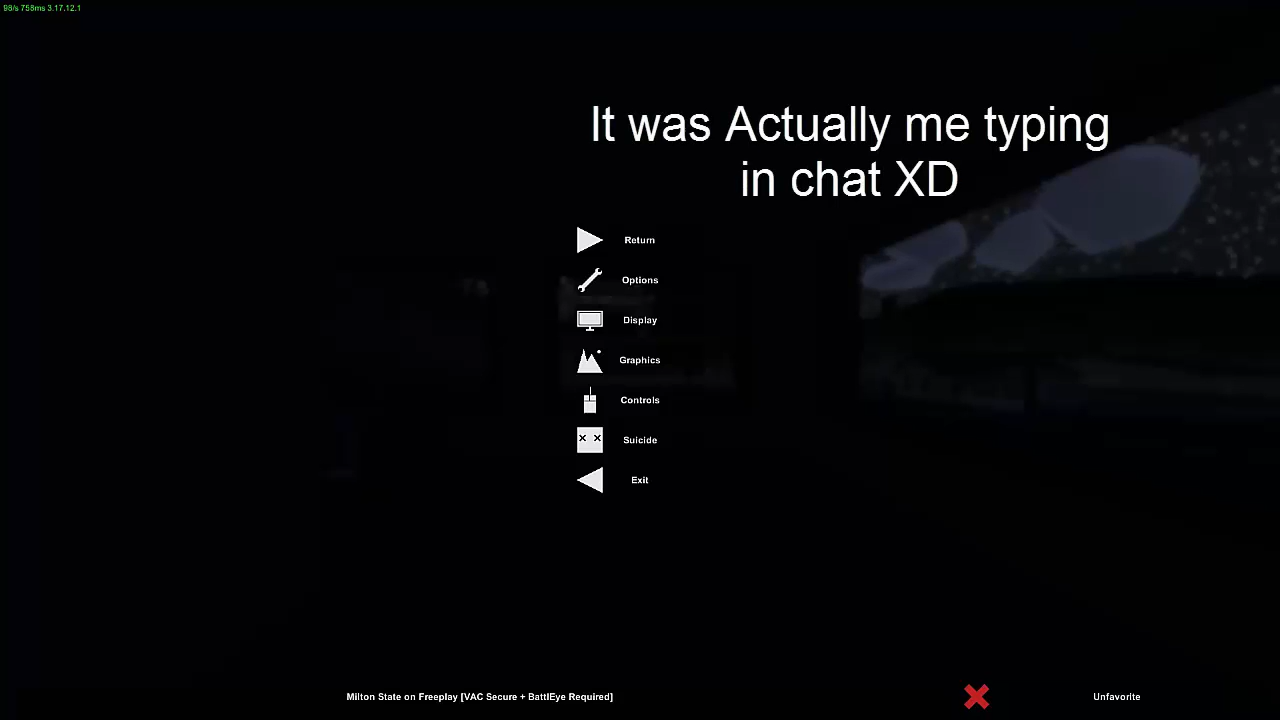 98/s 758ms 3.17.12.1
It was Actually me typing
in chat XD
Return
Options
Display
Graphics
Controls
Suicide
Exit
Milton State on Freeplay [VAC Secure + BattlEye Required]
Unfavorite